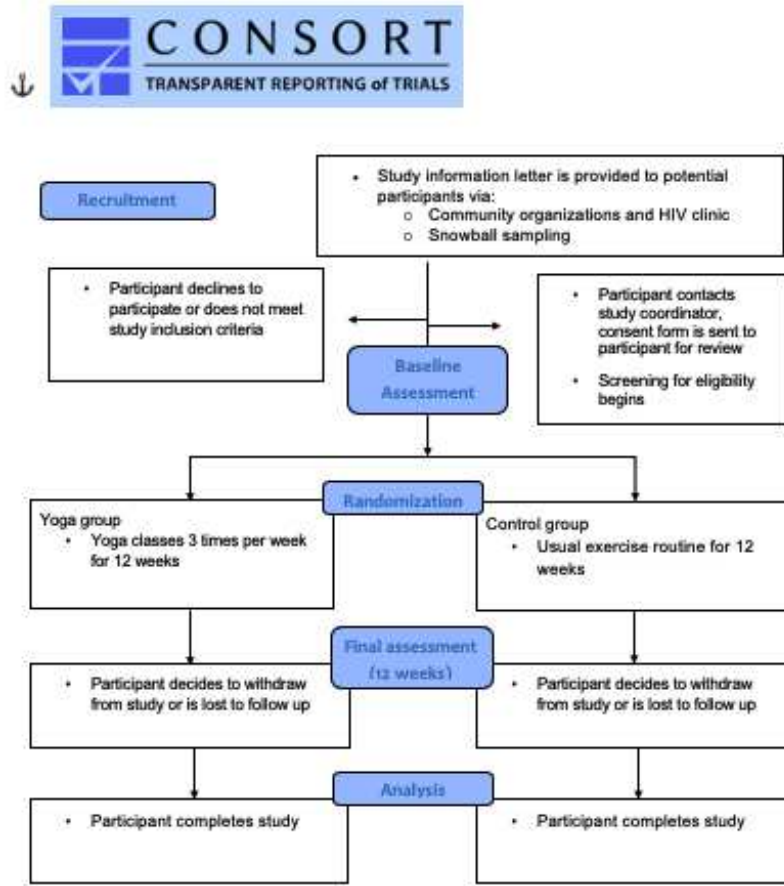 CONSORT
TRANSPARENT REPORTING of TRIALS
Recruitment
• Study information letter is provided to potential
participants via:
o Community organizations and HIV clinic
o Snowball sampling
• Participant declines to
participate or does not meet
study inclusion criteria
• Participant contacts
study coordinator,
consent form is sent to
participant for review
• Screening for eligibility
begins
Baseline
Assessment
Randomization
Yoga group
• Yoga classes 3 times per week
for 12 weeks
Control group
• Usual exercise routine for 12
weeks
Final assessment
(12 weeks)
• Participant decides to withdraw
from study or is lost to follow up
• Participant decides to withdraw
from study or is lost to follow up
Analysis
• Participant completes study
• Participant completes study